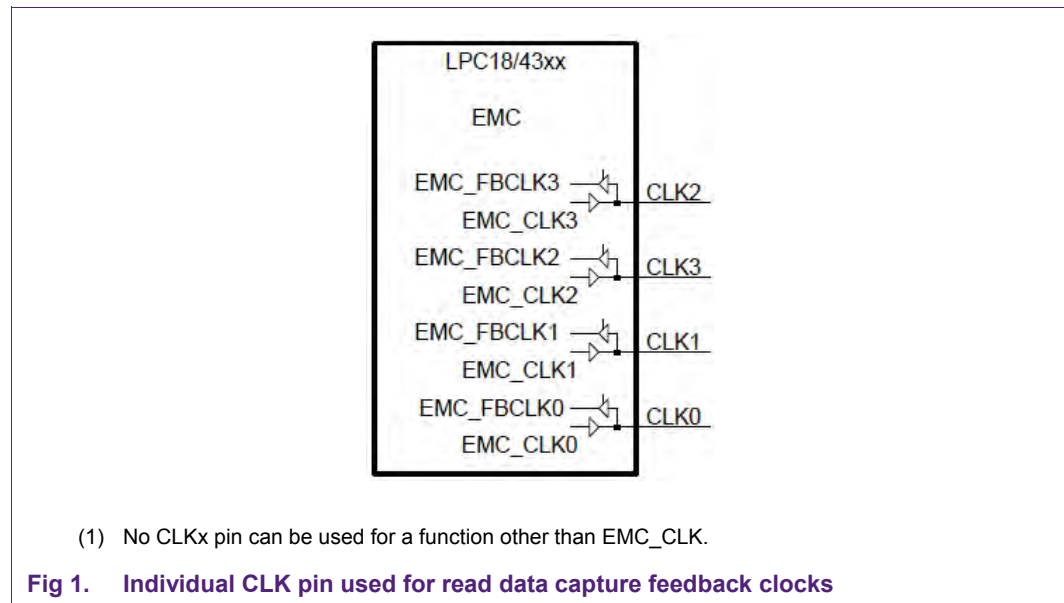 LPC18/43xx
EMC
EMC_FBCLK3
CLK2
EMC_CLK3
EMC_FBCLK2
CLK3
EMC_CLK2
EMC_FBCLK1
CLK1
EMC_CLK1
EMC_FBCLK0
CLK0
EMC_CLK0
(1) No CLKx pin can be used for a function other than EMC_CLK.
Fig 1. Individual CLK pin used for read data capture feedback clocks